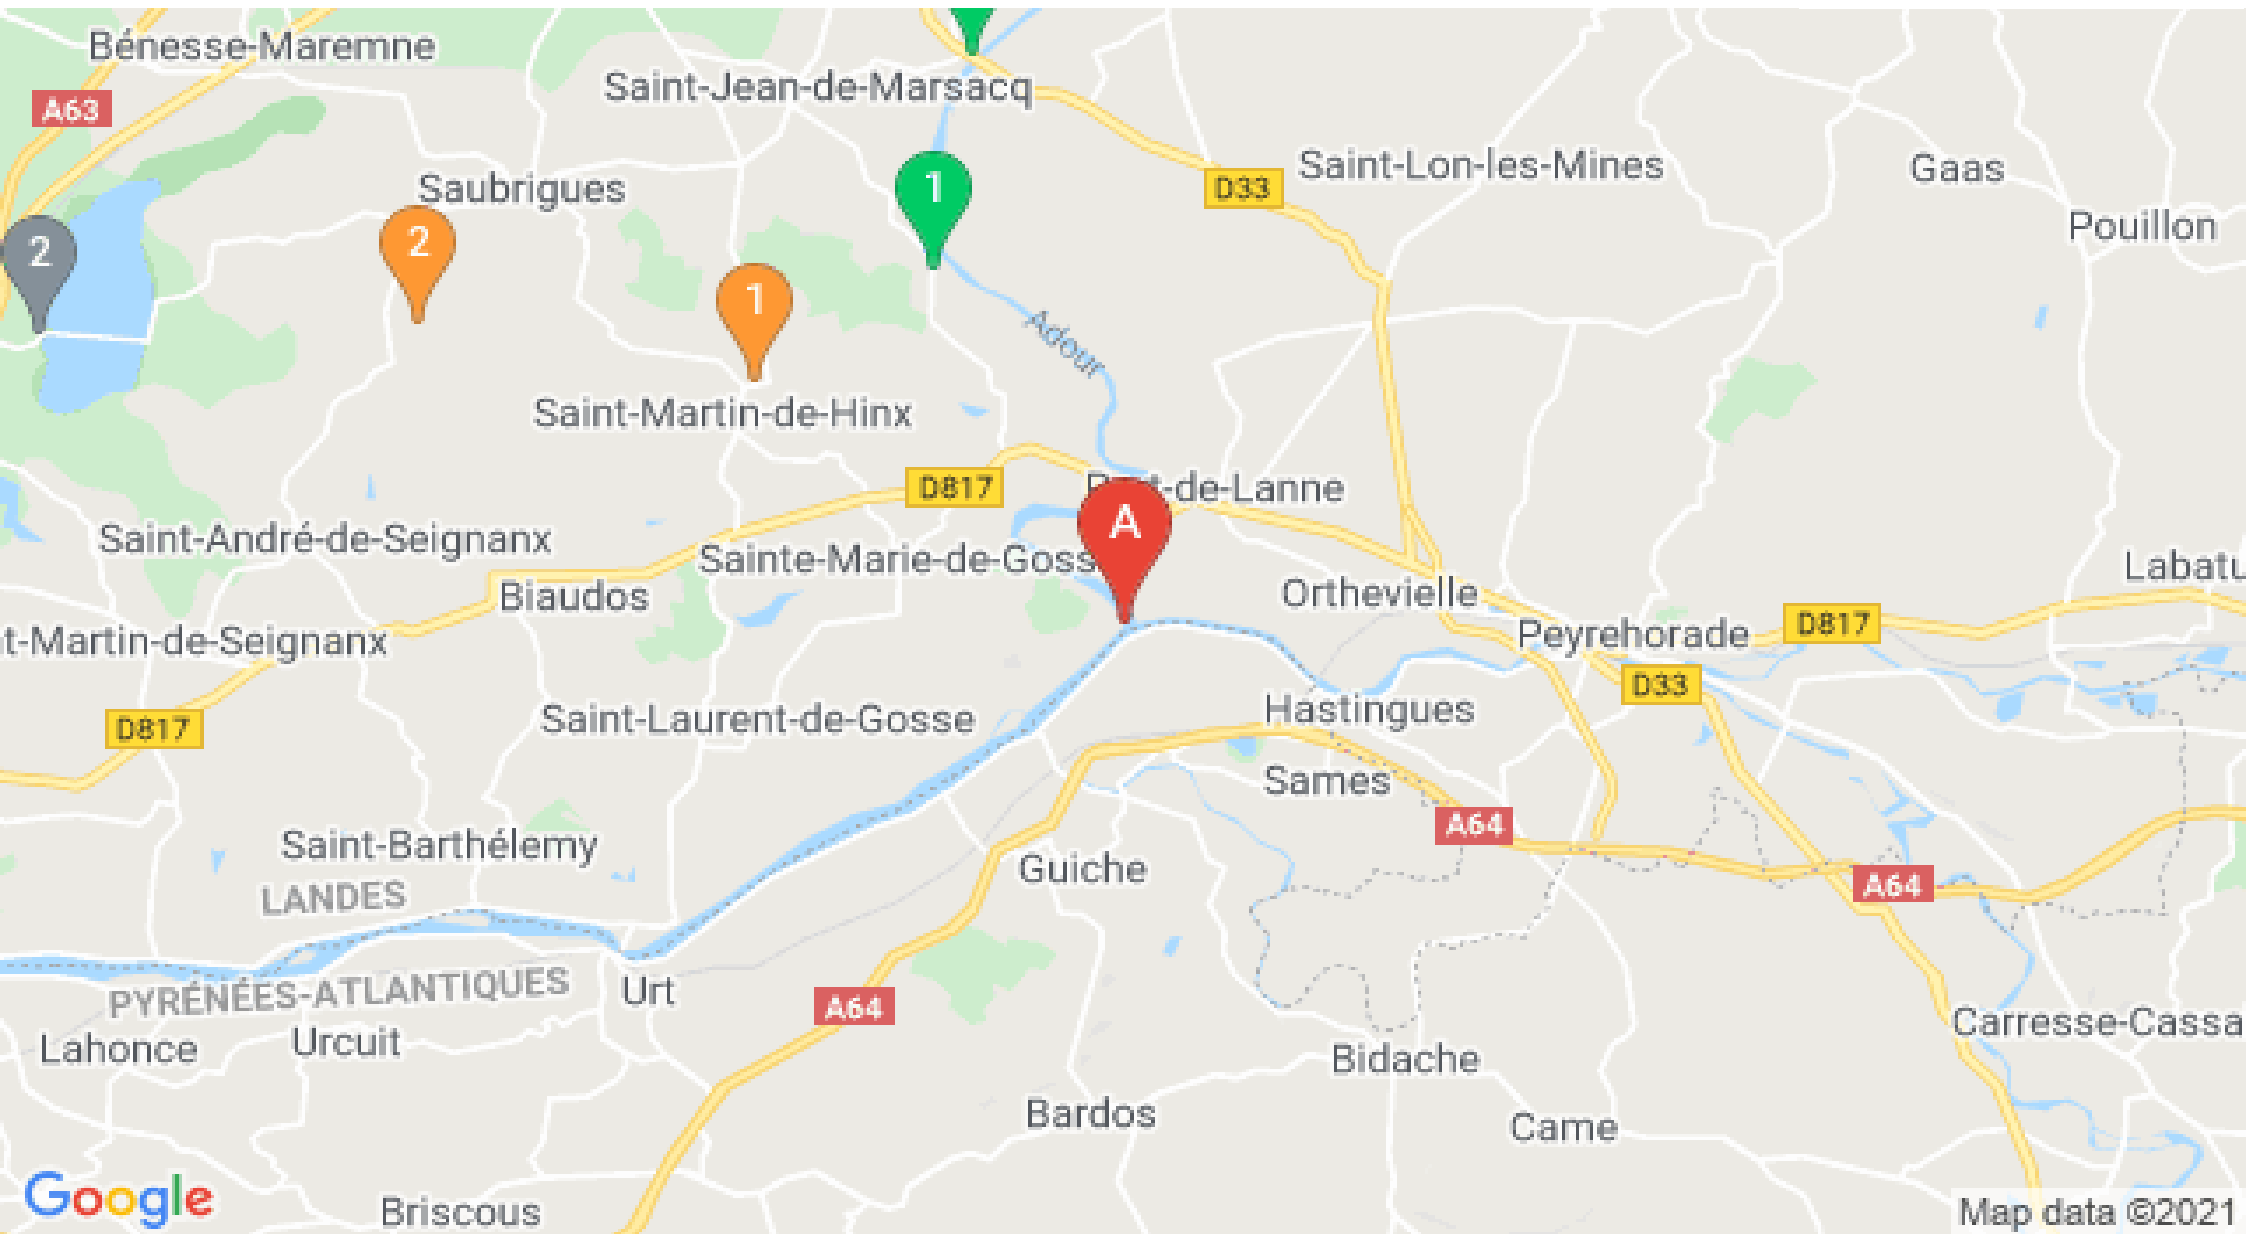 Bénesse-Maremne
Saint-Jean-de-Marsacq
A63
Saint-Lon-les-Mines
Gaas
Saubrigues
1
D33
Pouillon
2
2
1
Adour
Saint-Martin-de-Hinx
D817
Port-de-Lanne
A
Saint-André-de-Seignanx
Sainte-Marie-de-Goss
Labatu
Biaudos
Orthevielle
t-Martin-de-Seignanx
Peyrehorade
D817
D33
D817
Saint-Laurent-de-Gosse
Hastingues
Sames
A64
Saint-Barthélemy
Guiche
A64
LANDES
PYRÉNÉES-ATLANTIQUES
Urt
A64
Lahonce
Urcuit
Carresse-Cassa
Bidache
Bardos
Came
Google
Briscous
Map data ©2021